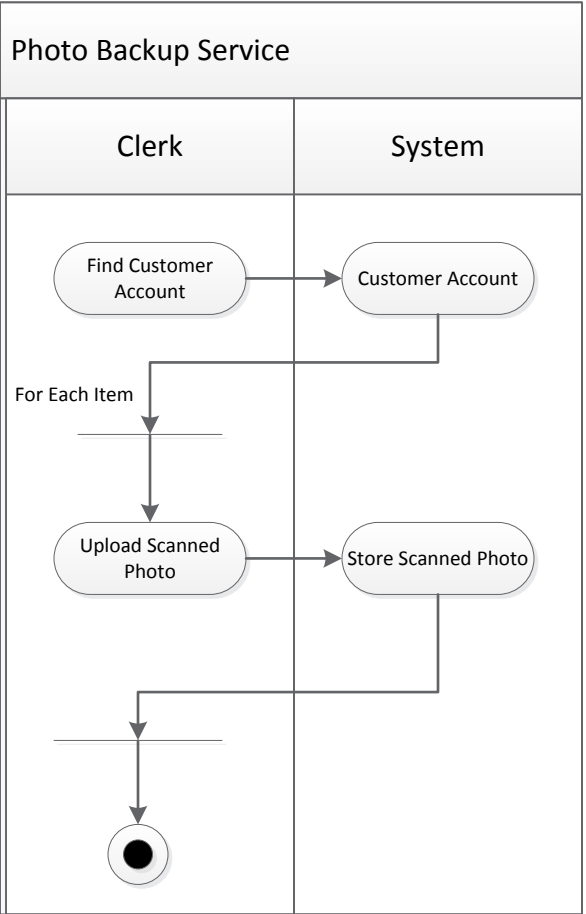 Photo Backup Service
Clerk
System
Find Customer
Account
Customer Account
For Each Item
Upload Scanned
Photo
Store Scanned Photo